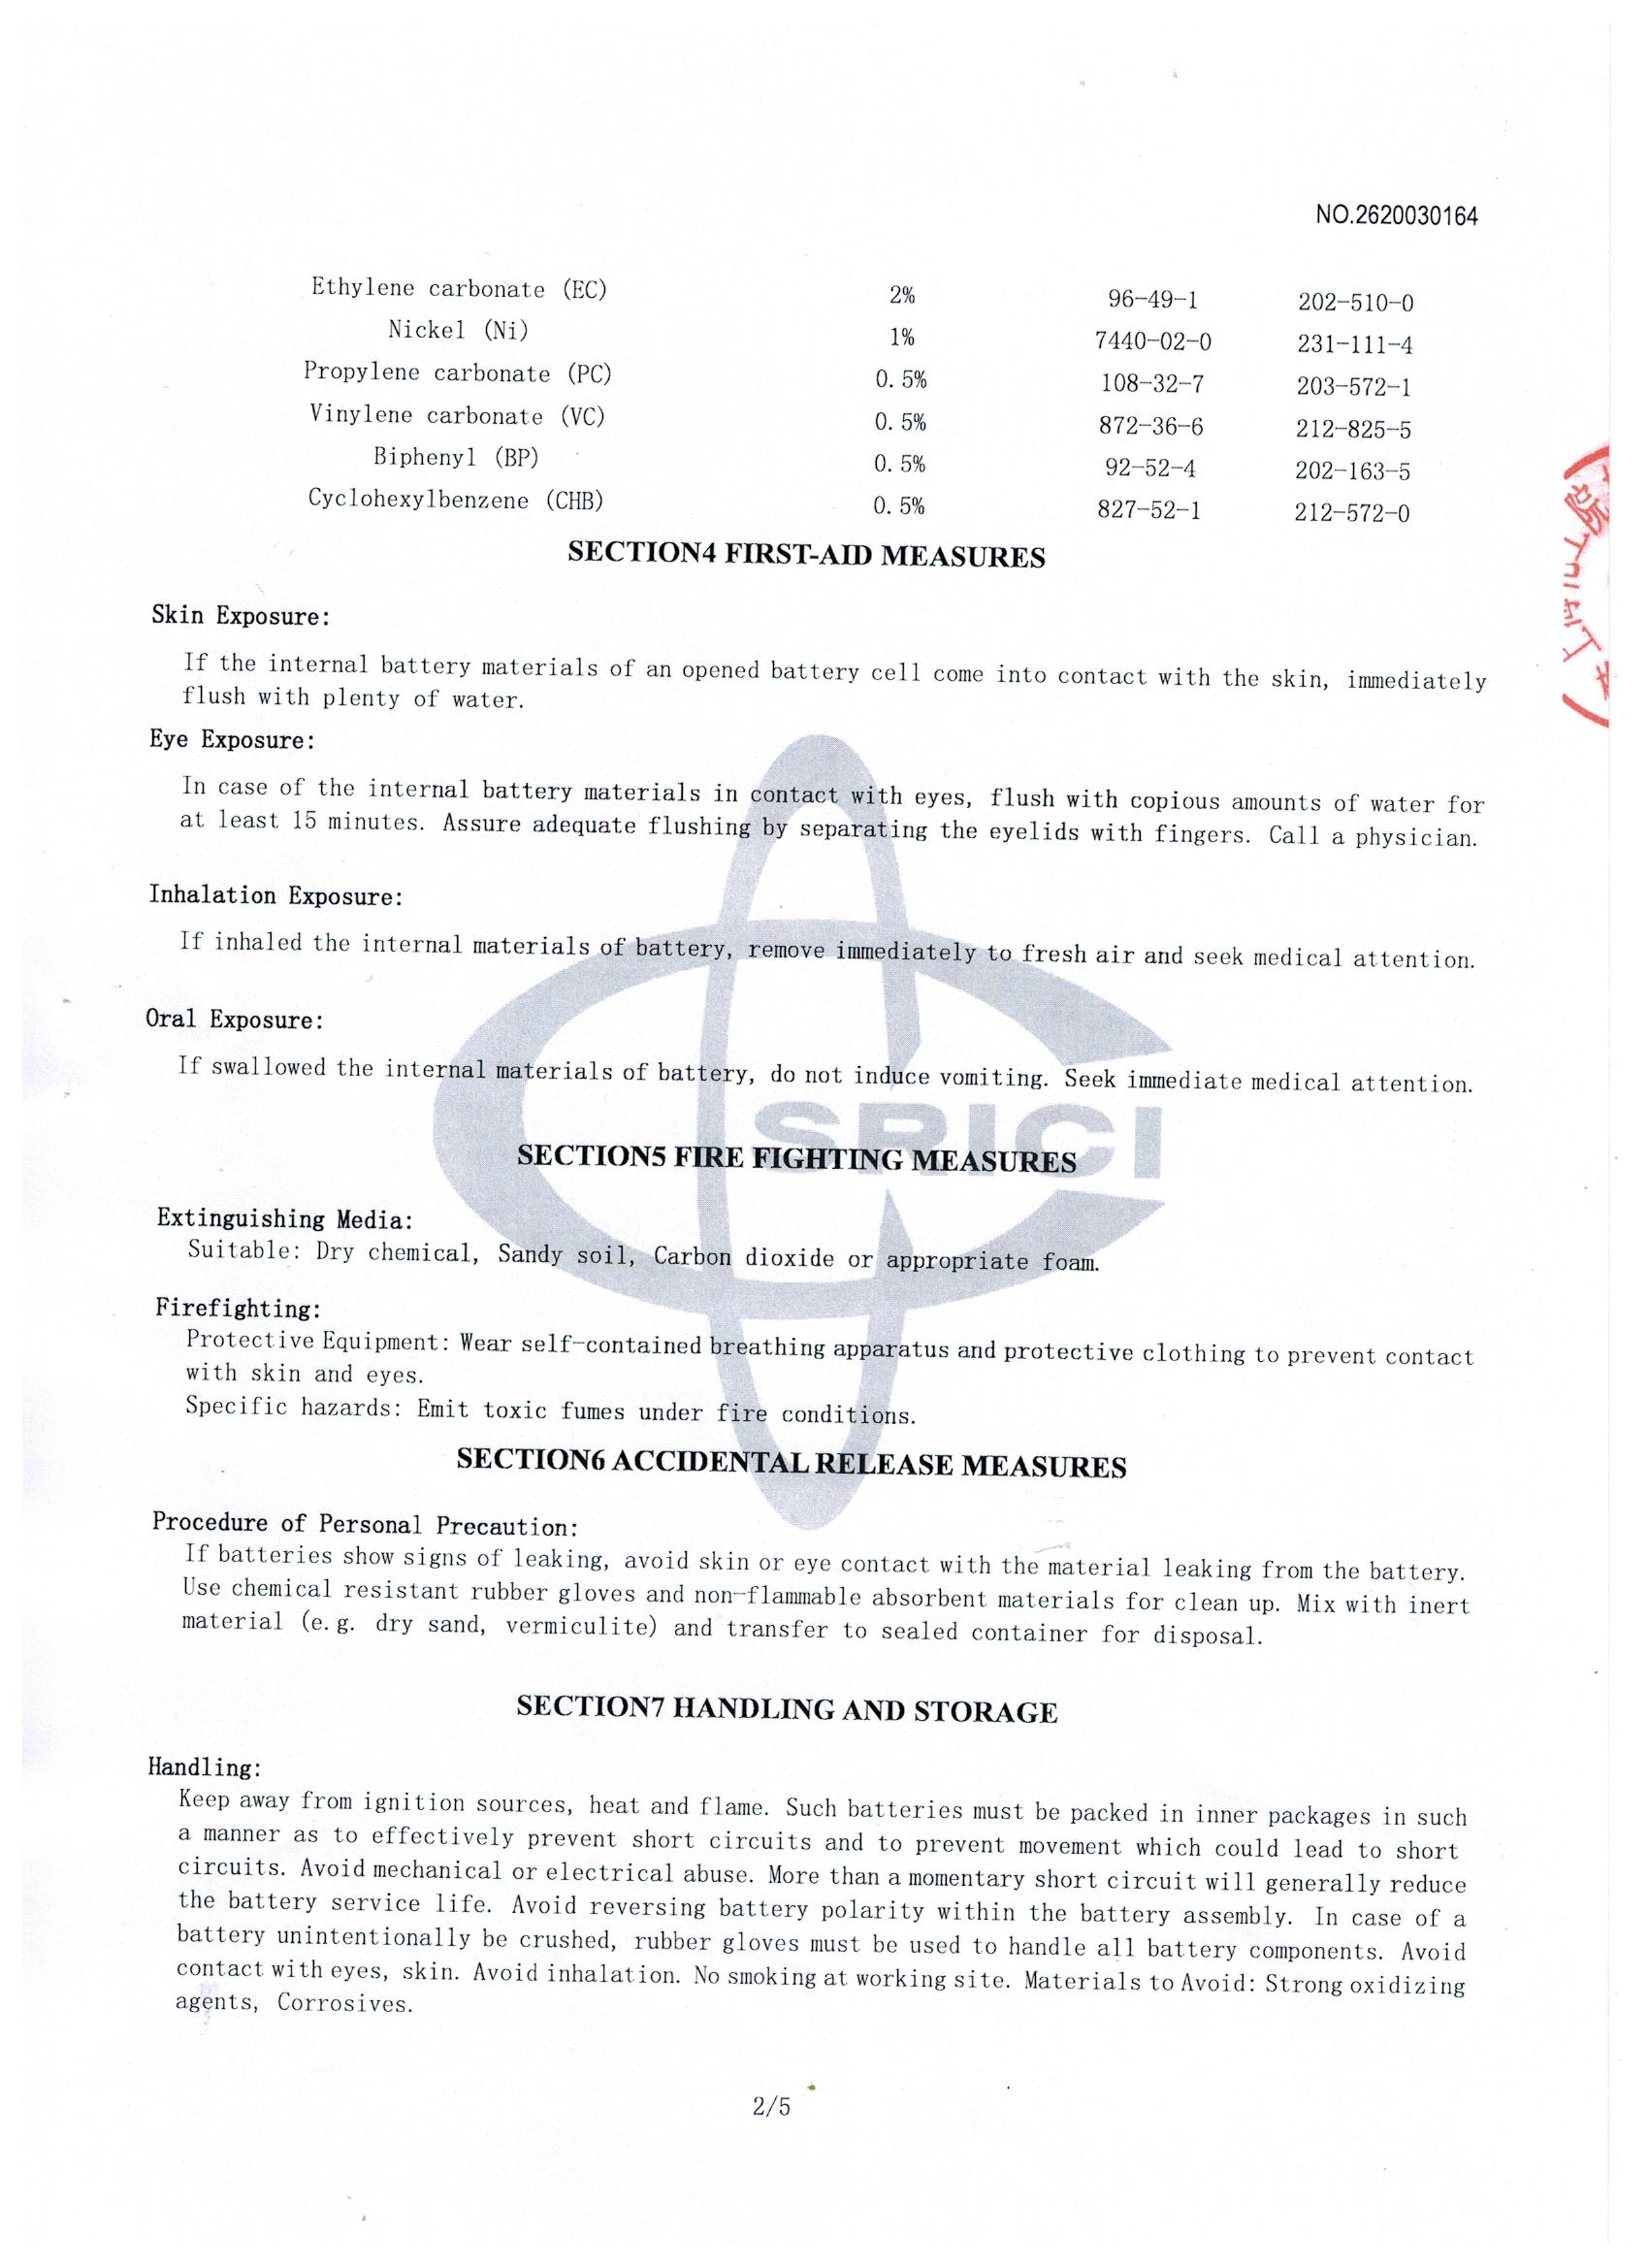 NO.2620030164
Ethylene carbonate (EC) 2% 96-49-1 202-510-0
Nickel (Ni) 1% 7440-02-0 231-111-4
Propylene carbonate (PC) 0.5% 108-32-7 203-572-1
Vinylene carbonate (VC) 0.5% 872-36-6 212-825-5
Biphenyl (BP) 0.5% 92-52-4 202-163-5
Cyclohexylbenzene (CHB) 0.5% 827-52-1 212-572-0
SECTION4 FIRST-AID MEASURES
Skin Exposure:
If the internal battery materials of an opened battery cell come into contact with the skin, immediately
flush with plenty of water.
Eye Exposure:
In case of the internal battery materials in contact with eyes, flush with copious amounts of water for
at least 15 minutes. Assure adequate flushing by separating the eyelids with fingers. Call a physician.
Inhalation Exposure:
If inhaled the internal materials of battery, remove immediately to fresh air and seek medical attention.
Oral Exposure:
If swallowed the internal materials of battery, do not induce vomiting. Seek immediate medical attention.
SRICI
SECTION5 FIRE FIGHTING MEASURES
Extinguishing Media:
Suitable: Dry chemical, Sandy soil, Carbon dioxide or appropriate foam.
Firefighting:
Protective Equipment: Wear self-contained breathing apparatus and protective clothing to prevent contact
with skin and eyes.
Specific hazards: Emit toxic fumes under fire conditions.
SECTION6 ACCIDENTAL RELEASE MEASURES
Procedure of Personal Precaution:
If batteries show signs of leaking, avoid skin or eye contact with the material leaking from the battery.
Use chemical resistant rubber gloves and non-flammable absorbent materials for clean up. Mix with inert
material (e.g. dry sand, vermiculite) and transfer to sealed container for disposal.
SECTION7 HANDLING AND STORAGE
Handling:
Keep away from ignition sources, heat and flame. Such batteries must be packed in inner packages in such
a manner as to effectively prevent short circuits and to prevent movement which could lead to short
circuits. Avoid mechanical or electrical abuse. More than a momentary short circuit will generally reduce
the battery service life. Avoid reversing battery polarity within the battery assembly. In case of a
battery unintentionally be crushed, rubber gloves must be used to handle all battery components. Avoid
contact with eyes, skin. Avoid inhalation. No smoking at working site. Materials to Avoid: Strong oxidizing
agents, Corrosives.
2/5